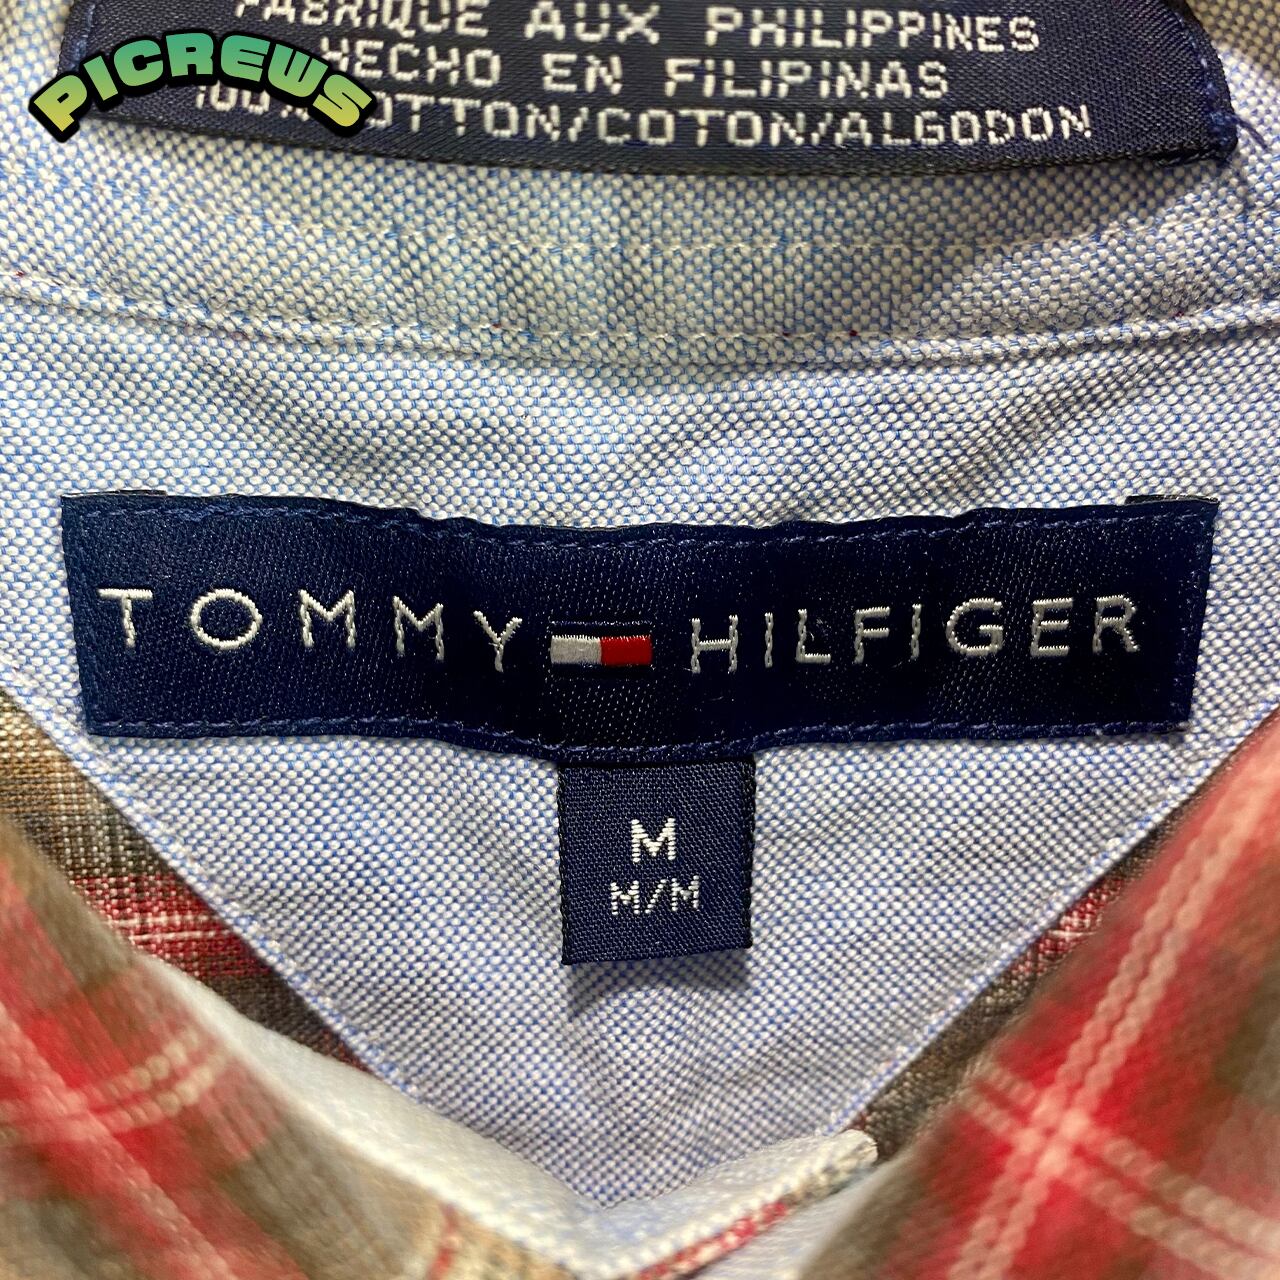 PICREWS
FABRIQUE AUX PHILIPPINES
HECHO EN FILIPINAS
COTTON/COTON/ALGODON
TOMMY HILFIGER
M
M/M